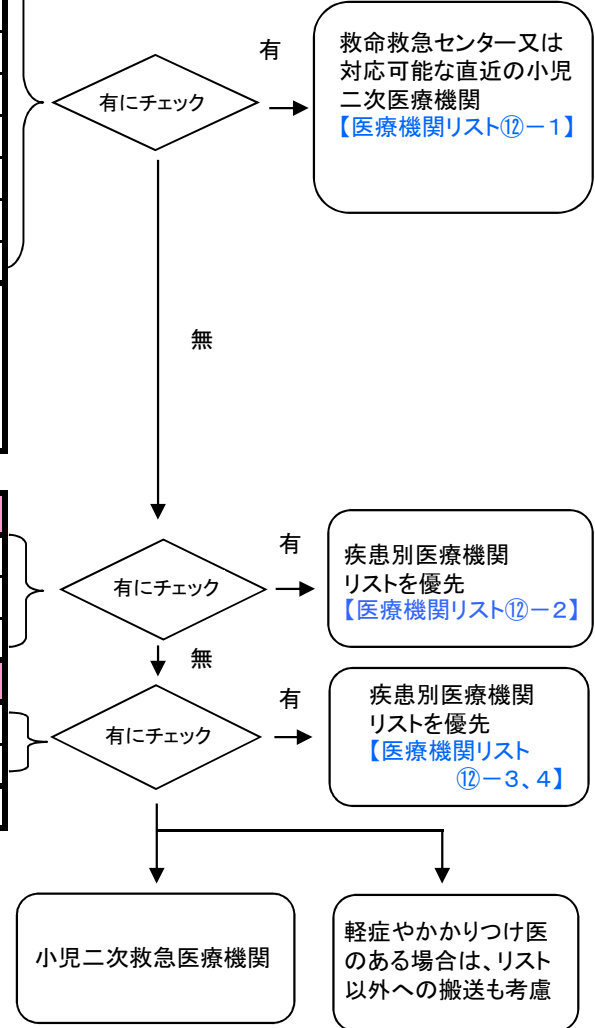 有
救命救急センター又は
対応可能な直近の小児
二次医療機関
【医療機関リスト⑫－1】
有にチェック
無
有
疾患別医療機関
リストを優先
【医療機関リスト⑫－２】
有にチェック
無
有
疾患別医療機関
リストを優先
【医療機関リスト
⑫－３、４】
有にチェック
小児二次救急医療機関
軽症やかかりつけ医
のある場合は、リスト
以外への搬送も考慮